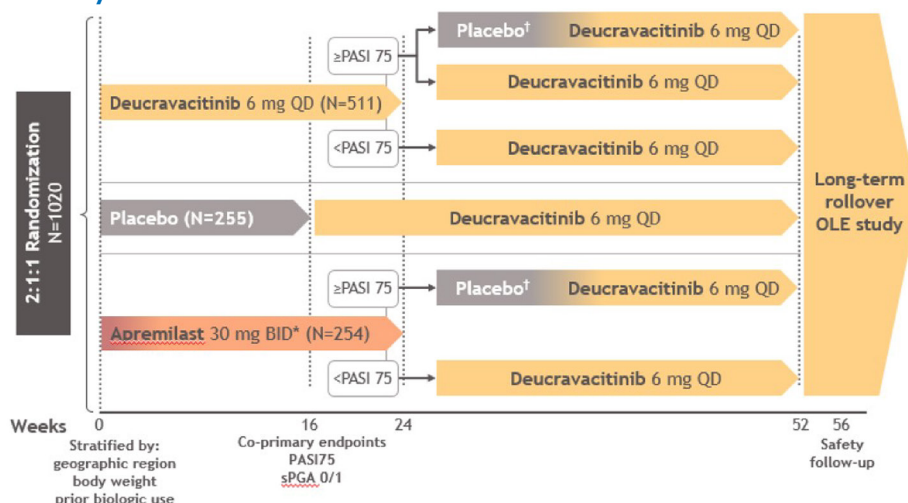 Placebo† Deucravacitinib 6 mg QD
≥PASI 75
Deucravacitinib 6 mg QD
Deucravacitinib 6 mg QD (N=511)
<PASI 75
Deucravacitinib 6 mg QD
2:1:1 Randomization
N=1020
Placebo (N=255)
Deucravacitinib 6 mg QD
Long-term
rollover
OLE study
≥PASI 75
Placebo† Deucravacitinib 6 mg QD
Apremilast 30 mg BID* (N=254)
<PASI 75
Deucravacitinib 6 mg QD
Weeks 0 16 24 52 56
Stratified by:
geographic region
body weight
prior biologic use
Co-primary endpoints
PASI75
sPGA 0/1
Safety
follow-up